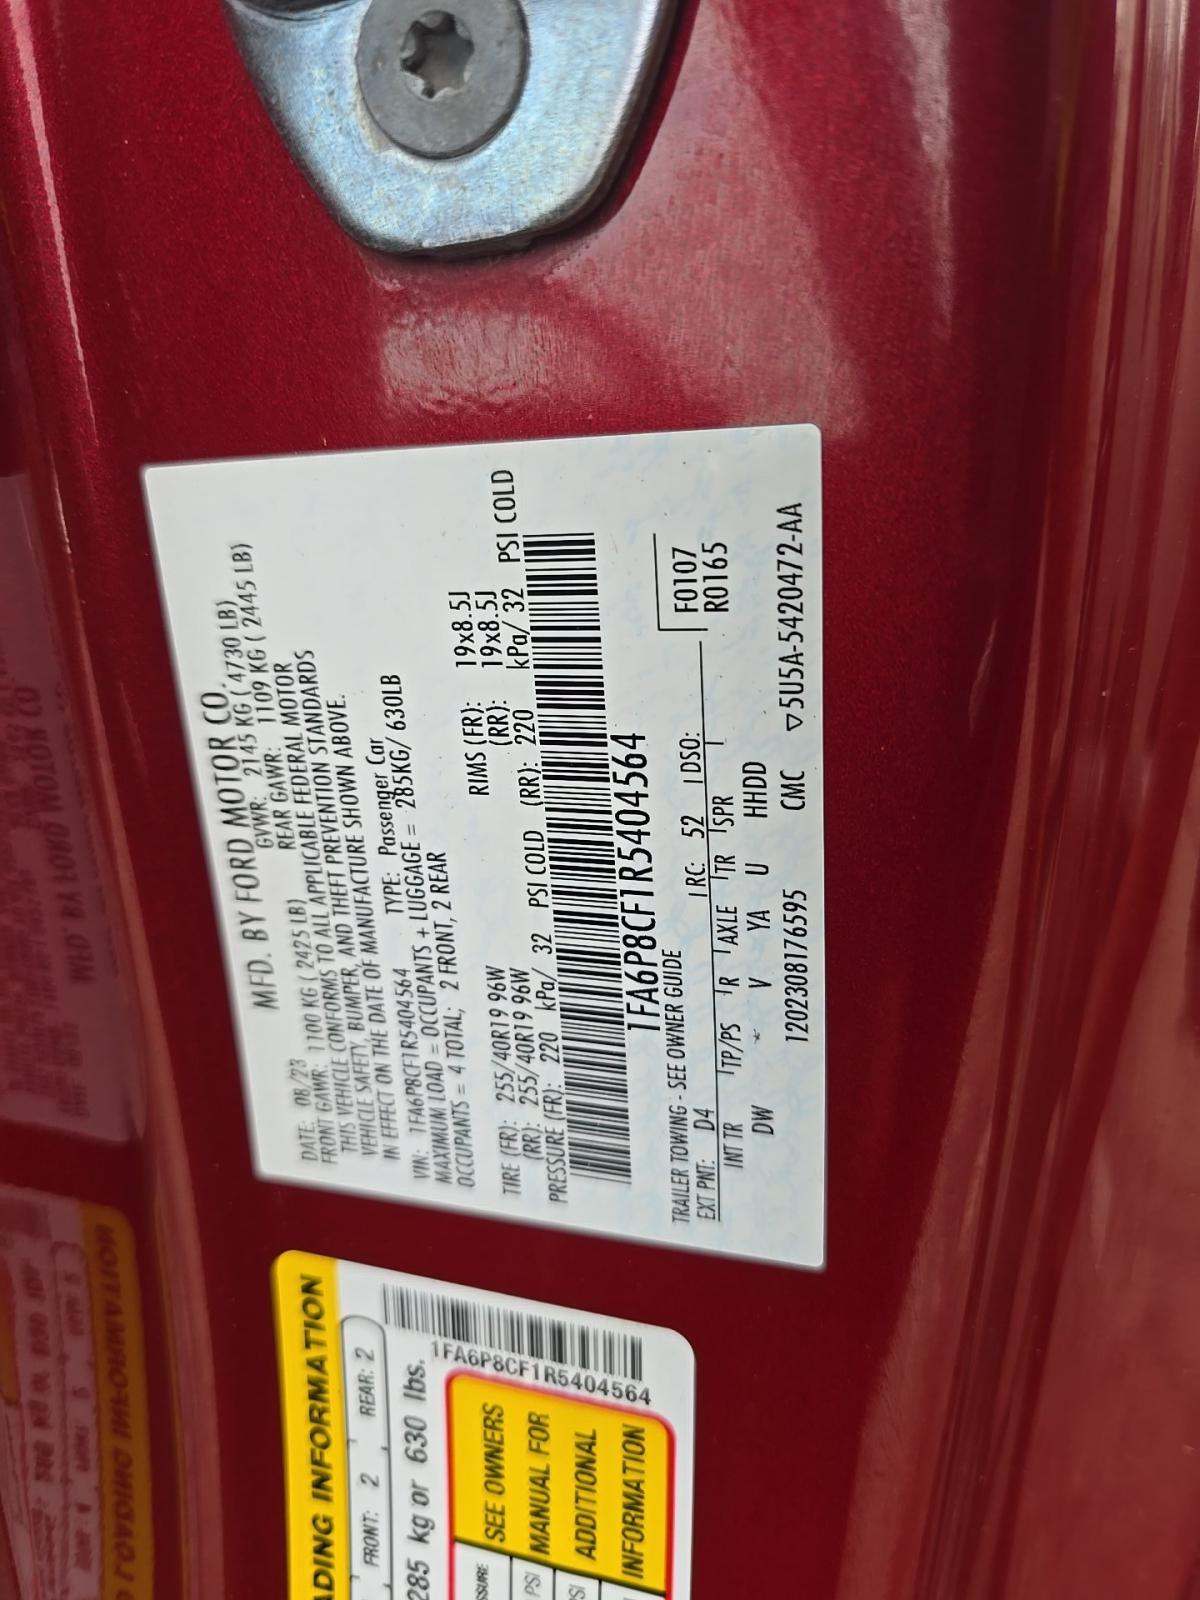 MFD. BY FORD MOTOR CO.
DATE: 08/23 GVWR: 2145 KG ( 4730 LB)
FRONT GAWR: 1100 KG ( 2425 LB) REAR GAWR: 1109 KG ( 2445 LB)
THIS VEHICLE CONFORMS TO ALL APPLICABLE FEDERAL MOTOR
VEHICLE SAFETY, BUMPER, AND THEFT PREVENTION STANDARDS
IN EFFECT ON THE DATE OF MANUFACTURE SHOWN ABOVE.
VIN: 1FA6P8CF1R5404564 TYPE: Passenger Car
MAXIMUM LOAD = OCCUPANTS + LUGGAGE = 285KG/ 630LB
OCCUPANTS = 4 TOTAL; 2 FRONT, 2 REAR
TIRE (FR): 255/40R19 96W RIMS (FR): 19x8.5J
(RR): 255/40R19 96W (RR): 19x8.5J
PRESSURE (FR): 220 kPa/ 32 PSI COLD (RR): 220 kPa/ 32 PSI COLD
1FA6P8CF1R5404564
TRAILER TOWING - SEE OWNER GUIDE
F0107
EXT PNT: D4 RC: 52 DSO: R0165
INT TR TP/PS R AXLE TR SPR
DW * V YA U HHDD
12023081 76595 CMC ▽5U5A-5420472-AA
ADING INFORMATION
FRONT: 2 REAR: 2
285 kg or 630 lbs.
1FA6P8CF1R5404564
SEE OWNERS
MANUAL FOR
ADDITIONAL
INFORMATION
PSI